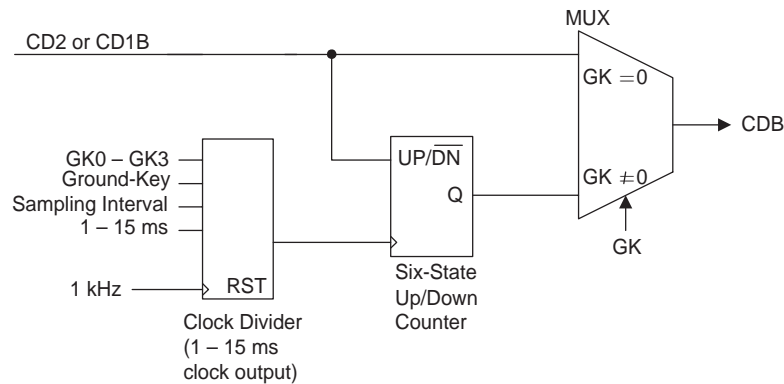 MUX
CD2 or CD1B
GK = 0
CDB
GK0 – GK3
Ground-Key
Sampling Interval
1 – 15 ms
UP/DN
Q
GK ≠ 0
GK
1 kHz
RST
Clock Divider
(1 – 15 ms
clock output)
Six-State
Up/Down
Counter